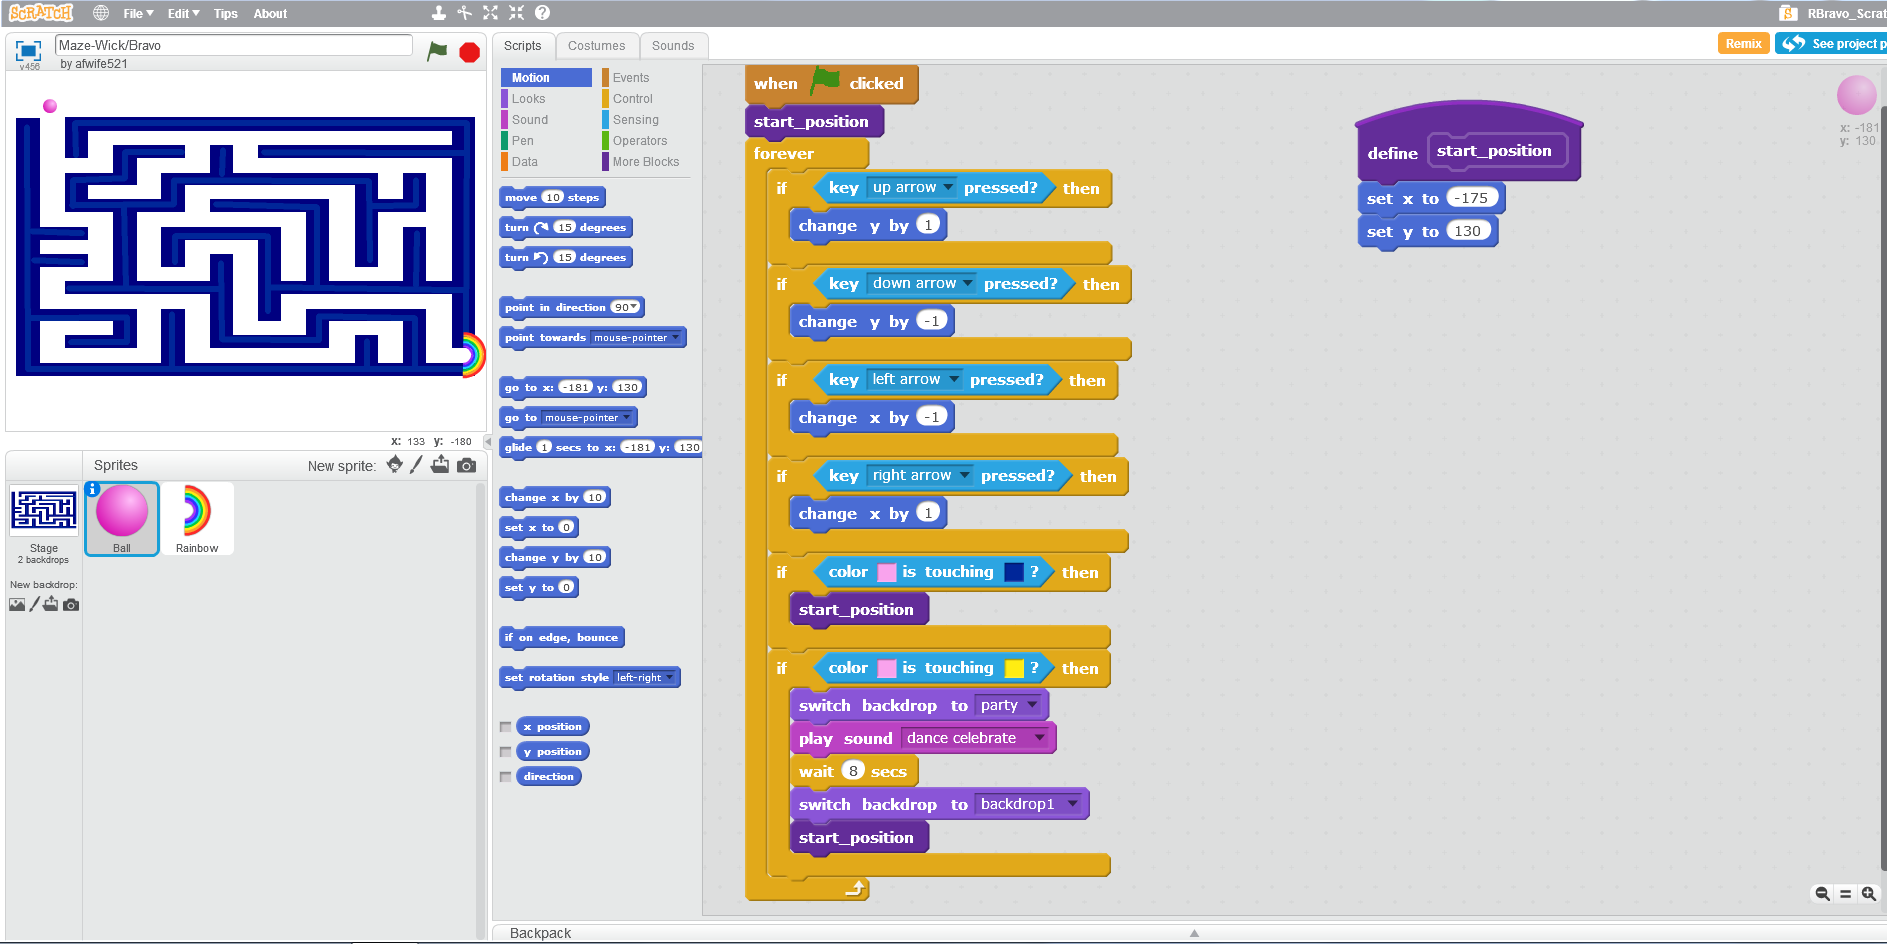 SCRATCH File Edit Tips About RBravo_Scrat
v456 Maze-Wick/Bravo
by afwife521
Scripts Costumes Sounds
Remix See project p
Motion Events
Looks Control
Sound Sensing
Pen Operators
Data More Blocks
move 10 steps
turn 15 degrees
turn 15 degrees
point in direction 90
point towards mouse-pointer
go to x: -181 y: 130
go to mouse-pointer
glide 1 secs to x: -181 y: 130
change x by 10
set x to 0
change y by 10
set y to 0
if on edge, bounce
set rotation style left-right
x position
y position
direction
when clicked
start_position
forever
if key up arrow pressed? then
change y by 1
if key down arrow pressed? then
change y by -1
if key left arrow pressed? then
change x by -1
if key right arrow pressed? then
change x by 1
if color is touching ? then
start_position
if color is touching ? then
switch backdrop to party
play sound dance celebrate
wait 8 secs
switch backdrop to backdrop1
start_position
define start_position
set x to -175
set y to 130
x: -181
y: 130
x: 133 y: -180
Sprites New sprite:
Stage
2 backdrops
New backdrop:
i
Ball
Rainbow
Backpack